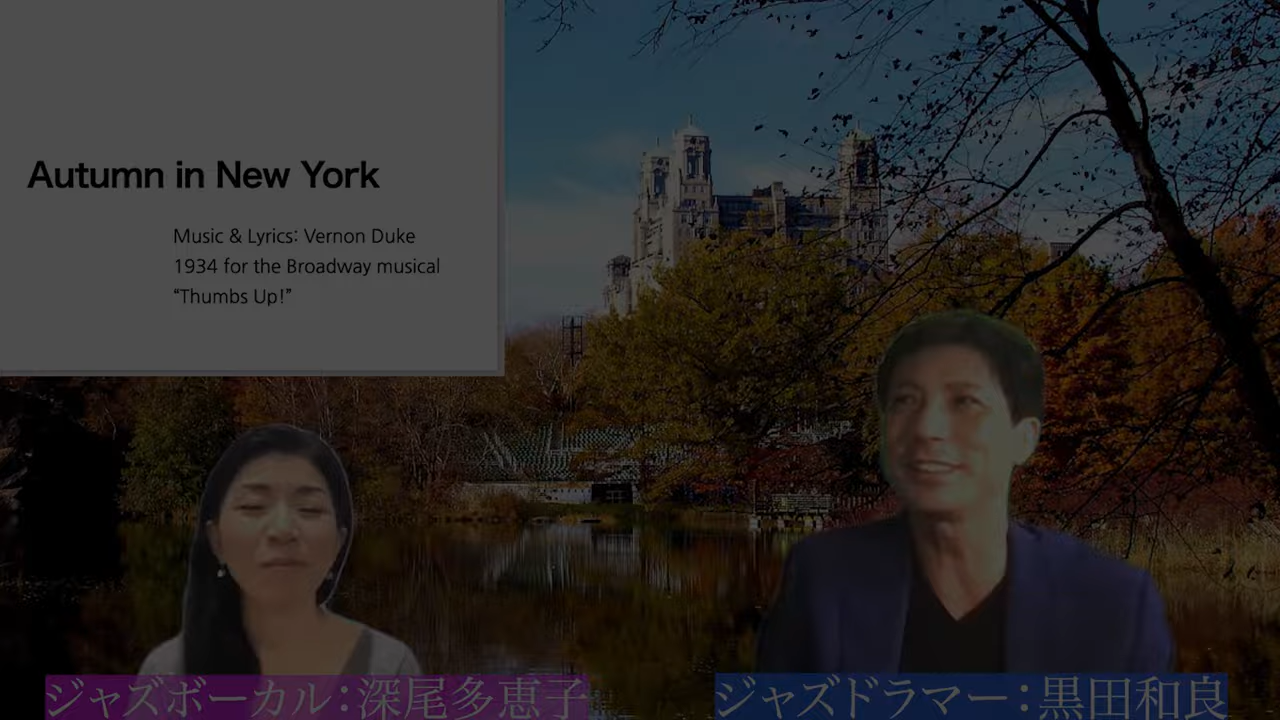 Autumn in New York
Music & Lyrics: Vernon Duke
1934 for the Broadway musical
“Thumbs Up!”
ジャズボーカル：深尾多恵子
ジャズドラマー：黒田和良